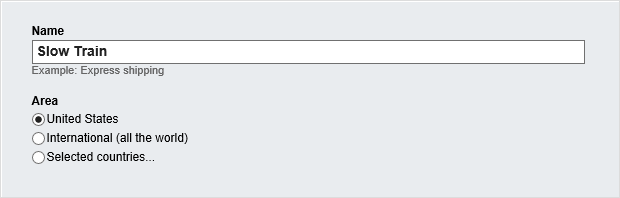 Name
Slow Train
Example: Express shipping
Area
United States
International (all the world)
Selected countries...